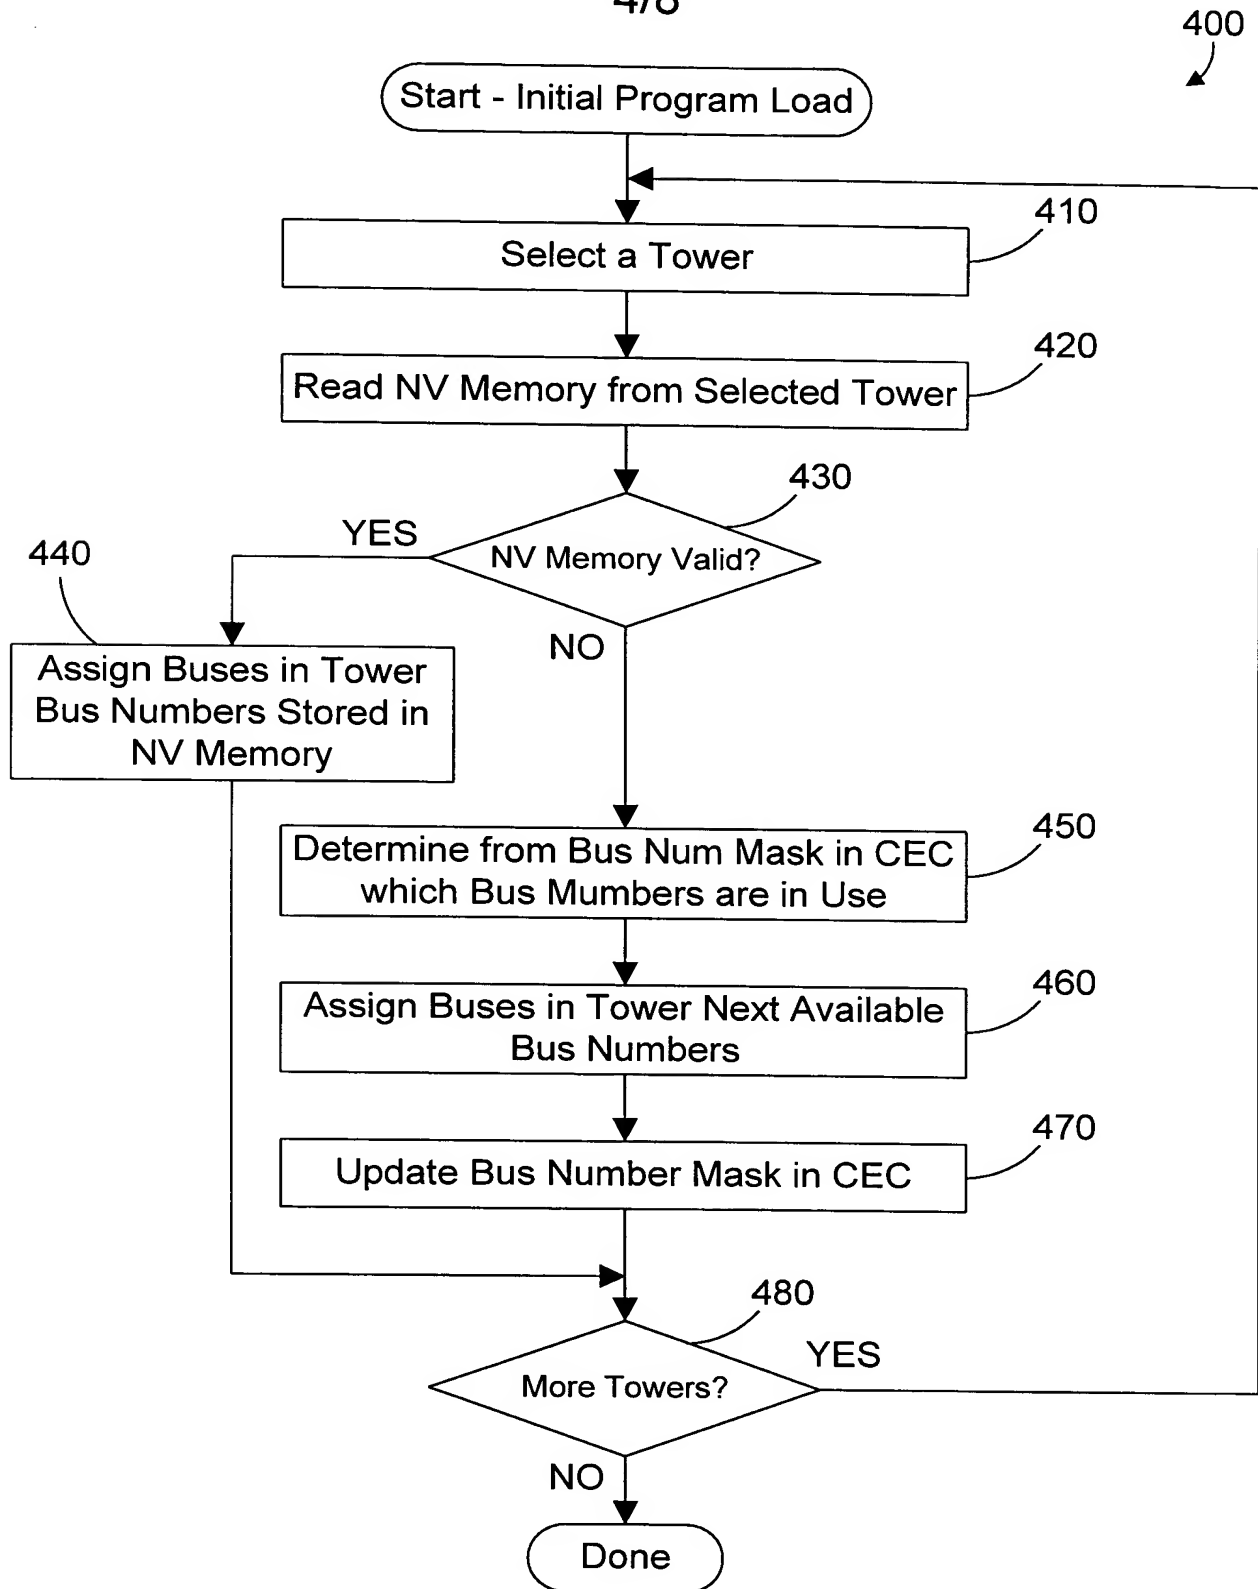 400
Start - Initial Program Load
410
Select a Tower
420
Read NV Memory from Selected Tower
430
YES
NV Memory Valid?
440
NO
Assign Buses in Tower
Bus Numbers Stored in
NV Memory
450
Determine from Bus Num Mask in CEC
which Bus Mumbers are in Use
460
Assign Buses in Tower Next Available
Bus Numbers
470
Update Bus Number Mask in CEC
480
YES
More Towers?
NO
Done